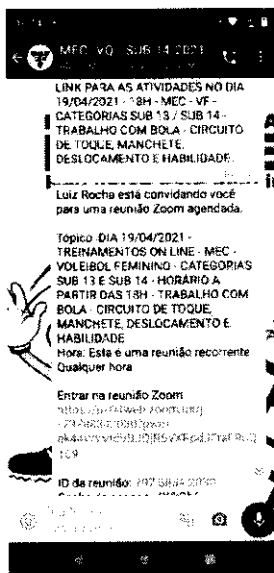 MEC VQ SUB 14 2021
LINK PARA AS ATIVIDADES NO DIA
19/04/2021 - 18H - MEC - VF -
CATEGORIAS SUB 13 / SUB 14 -
TRABALHO COM BOLA - CIRCUITO
DE TOQUE, MANCHETE,
DESLOCAMENTO E HABILIDADE.
Luiz Rocha está convidando você
para uma reunião Zoom agendada.
Tópico: DIA 19/04/2021 -
TREINAMENTOS ON LINE - MEC -
VOLEIBOL FEMININO - CATEGORIAS
SUB 13 E SUB 14 - HORÁRIO A
PARTIR DAS 18H - TRABALHO COM
BOLA - CIRCUITO DE TOQUE,
MANCHETE, DESLOCAMENTO E
HABILIDADE
Hora: Esta é uma reunião recorrente
Qualquer hora
Entrar na reunião Zoom
ID da reunião: